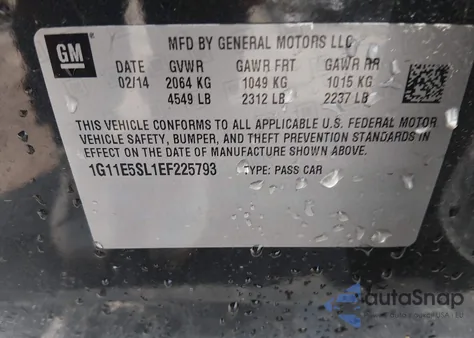 GM
MFD BY GENERAL MOTORS LLC
DATE GVWR GAWR FRT GAWR RR
02/14 2064 KG 1049 KG 1015 KG
4549 LB 2312 LB 2237 LB
THIS VEHICLE CONFORMS TO ALL APPLICABLE U.S. FEDERAL MOTOR
VEHICLE SAFETY, BUMPER, AND THEFT PREVENTION STANDARDS
IN EFFECT ON THE DATE OF MANUFACTURE SHOWN ABOVE.
1G11E5SL1EF225793 TYPE: PASS CAR
autoSnap